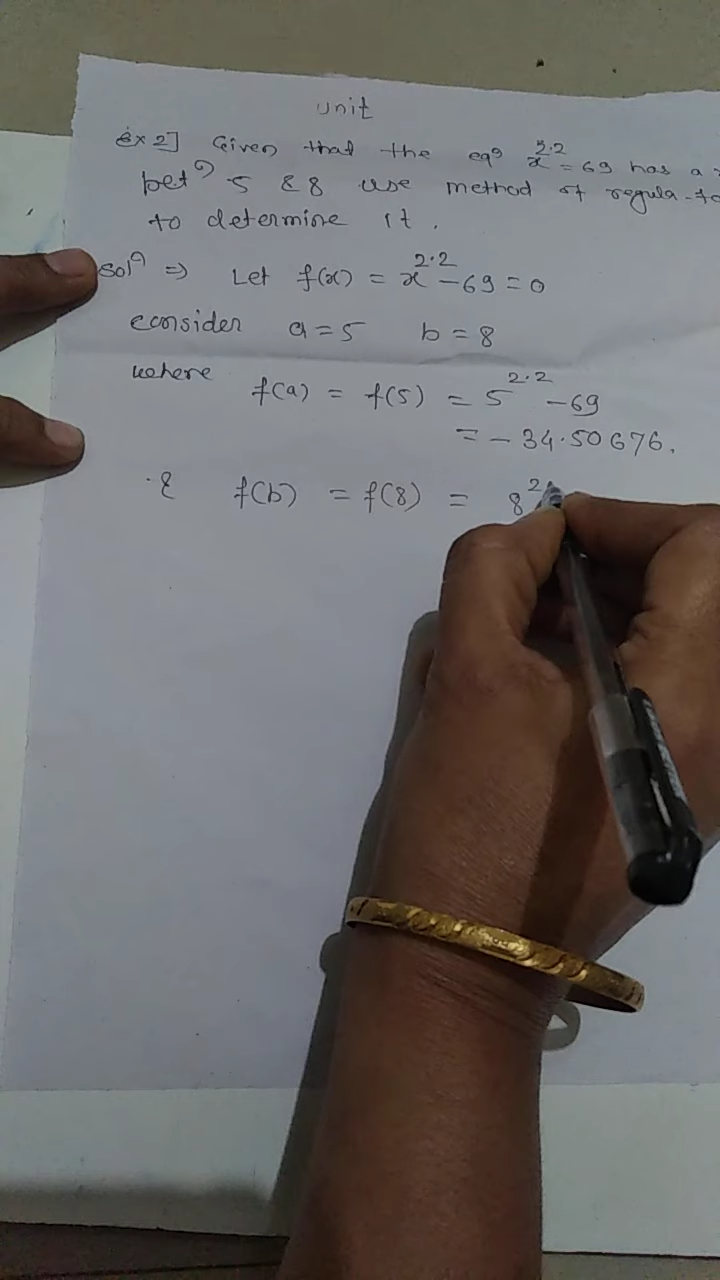 unit
Ex 2] Given that the eqⁿ x^2.2 = 69 has a
betⁿ 5 & 8 use method of regula-
to determine it.
Solⁿ ⇒ Let f(x) = x^2.2 - 69 = 0
consider a = 5 b = 8
where f(a) = f(5) = 5^2.2 - 69
= - 34.50676.
& f(b) = f(8) = 8^2